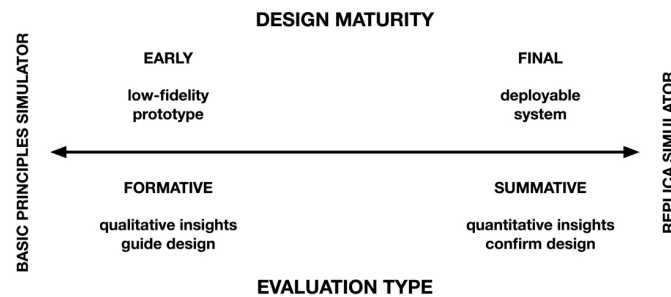 DESIGN MATURITY
BASIC PRINCIPLES SIMULATOR
EARLY
low-fidelity
prototype
FINAL
deployable
system
FORMATIVE
qualitative insights
guide design
SUMMATIVE
quantitative insights
confirm design
REPLICA SIMULATOR
EVALUATION TYPE